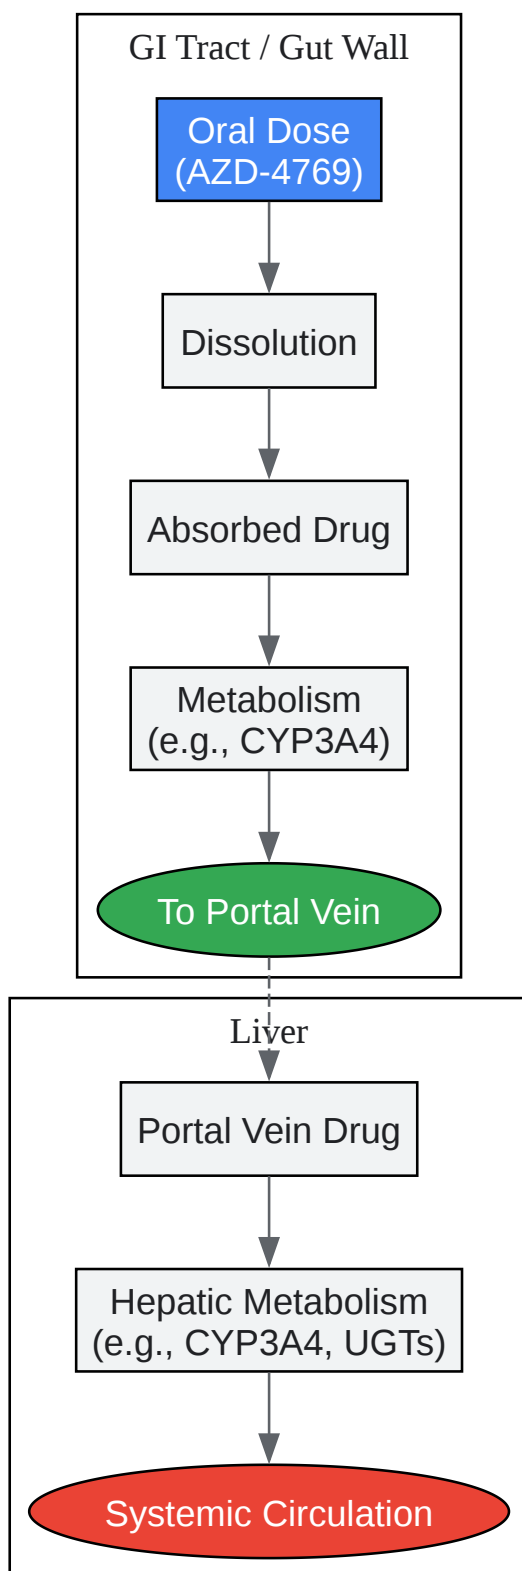 GI Tract / Gut Wall
Oral Dose
(AZD-4769)
Dissolution
Absorbed Drug
Metabolism
(e.g., CYP3A4)
To Portal Vein
Liver
Portal Vein Drug
Hepatic Metabolism
(e.g., CYP3A4, UGTs)
Systemic Circulation